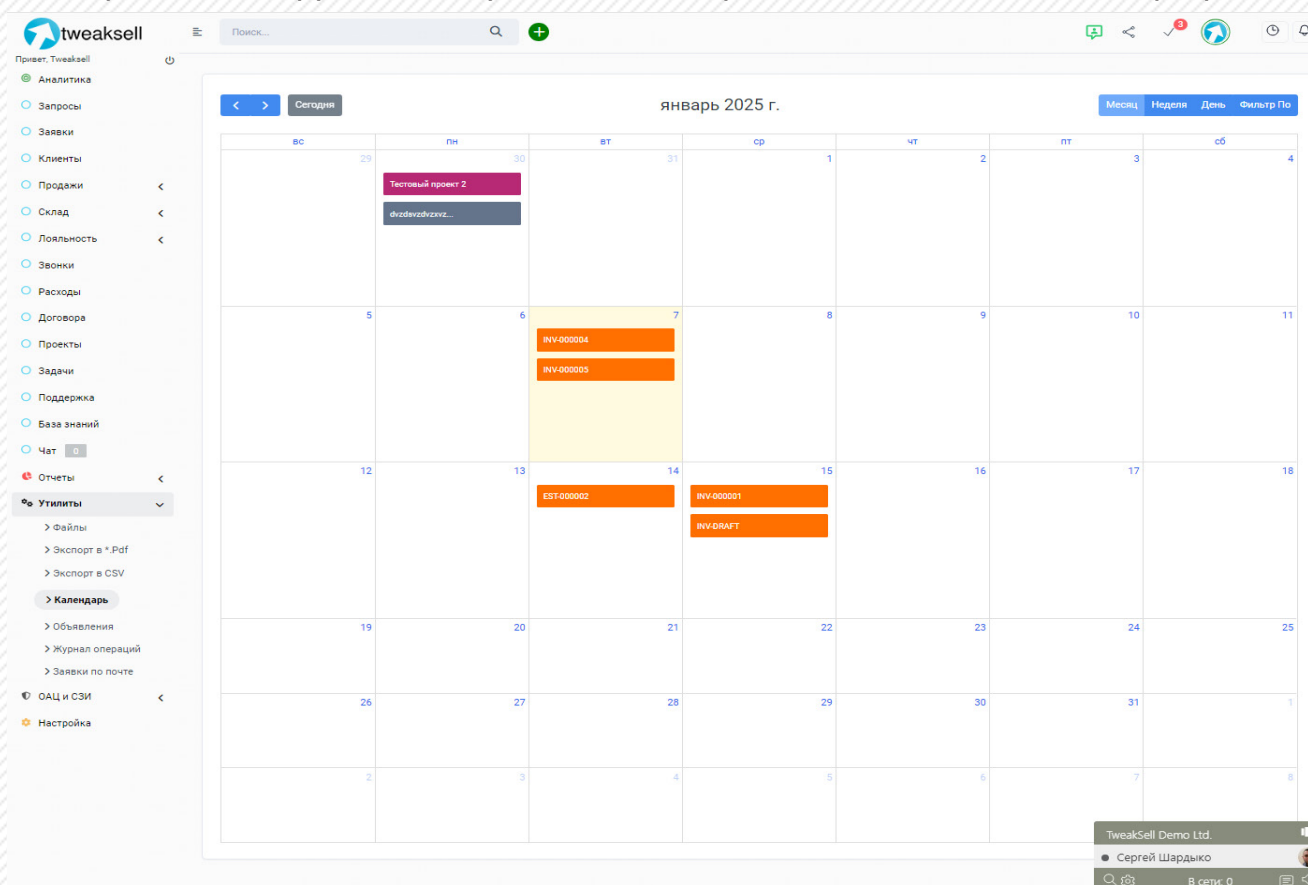 tweaksell
Поиск...
3
Привет, Tweaksell
Аналитика
Запросы
Заявки
Клиенты
Продажи
Склад
Лояльность
Звонки
Расходы
Договора
Проекты
Задачи
Поддержка
База знаний
Чат 0
Отчеты
Утилиты
Файлы
Экспорт в *.Pdf
Экспорт в CSV
Календарь
Объявления
Журнал операций
Заявки по почте
ОАЦ и СЗИ
Настройка
Сегодня
январь 2025 г.
Месяц Неделя День Фильтр По
вс пн вт ср чт пт сб
29 30 31 1 2 3 4
Тестовый проект 2
dvzdsvzdvzxvz...
5 6 7 8 9 10 11
INV-000004
INV-000005
12 13 14 15 16 17 18
EST-000002 INV-000001
INV-DRAFT
19 20 21 22 23 24 25
26 27 28 29 30 31 1
2 3 4 5 6 7 8
TweakSell Demo Ltd.
Сергей Шардыко
В сети: 0